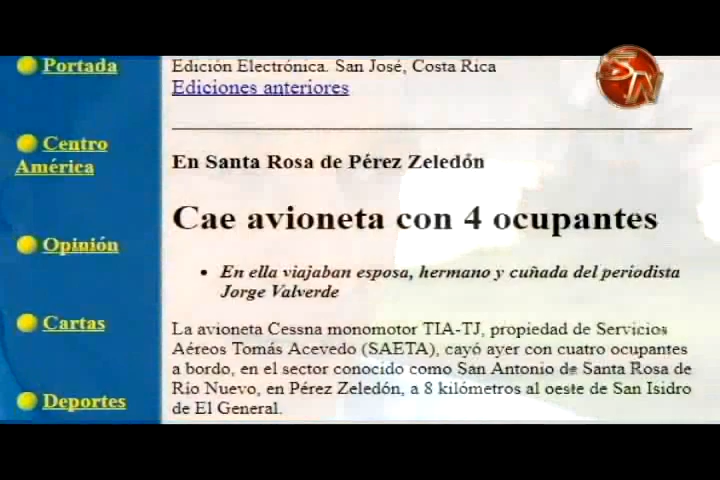 Portada
Centro
América
Opinión
Cartas
Deportes
Edición Electrónica. San José, Costa Rica
Ediciones anteriores
En Santa Rosa de Pérez Zeledón
Cae avioneta con 4 ocupantes
• En ella viajaban esposa, hermano y cuñada del periodista
Jorge Valverde
La avioneta Cessna monomotor TIA-TJ, propiedad de Servicios
Aéreos Tomás Acevedo (SAETA), cayó ayer con cuatro ocupantes
a bordo, en el sector conocido como San Antonio de Santa Rosa de
Río Nuevo, en Pérez Zeledón, a 8 kilómetros al oeste de San Isidro
de El General.
SN